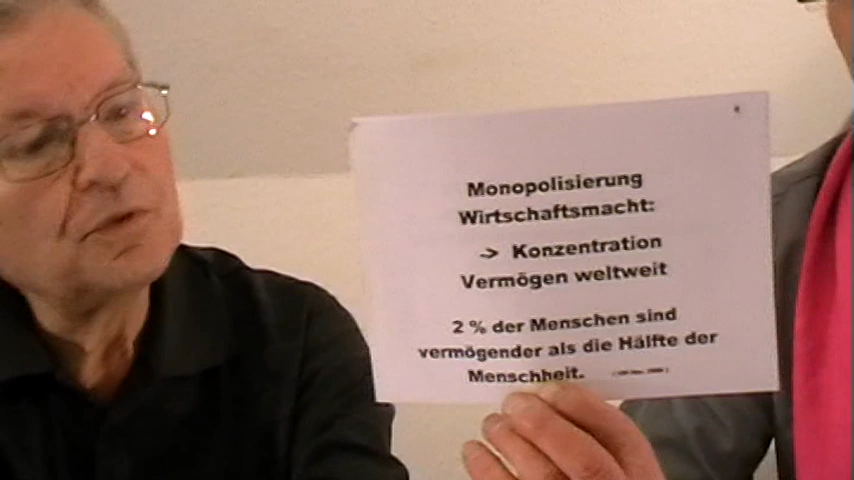 Monopolisierung
Wirtschaftsmacht:
-> Konzentration
Vermögen weltweit
2 % der Menschen sind
vermögender als die Hälfte der
Menschheit.